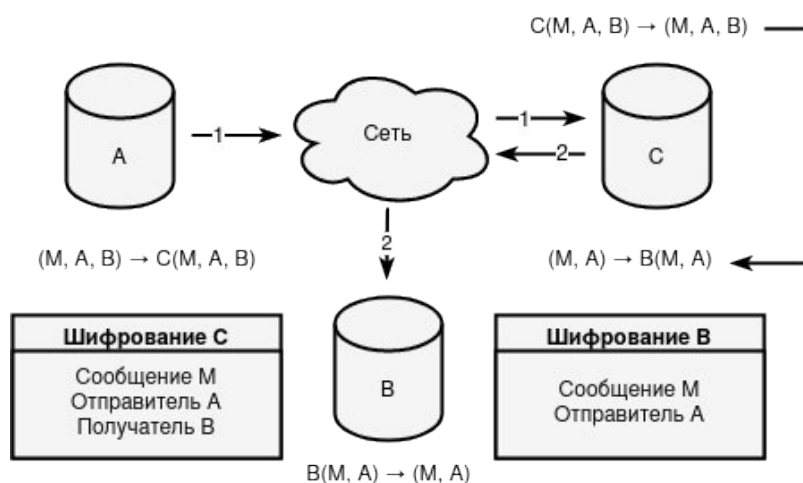 C(M, A, B) → (M, A, B)
A
1
Сеть
1
2
C
2
(M, A, B) → C(M, A, B)
(M, A) → B(M, A)
Шифрование C
Сообщение M
Отправитель A
Получатель B
B
Шифрование B
Сообщение M
Отправитель A
B(M, A) → (M, A)